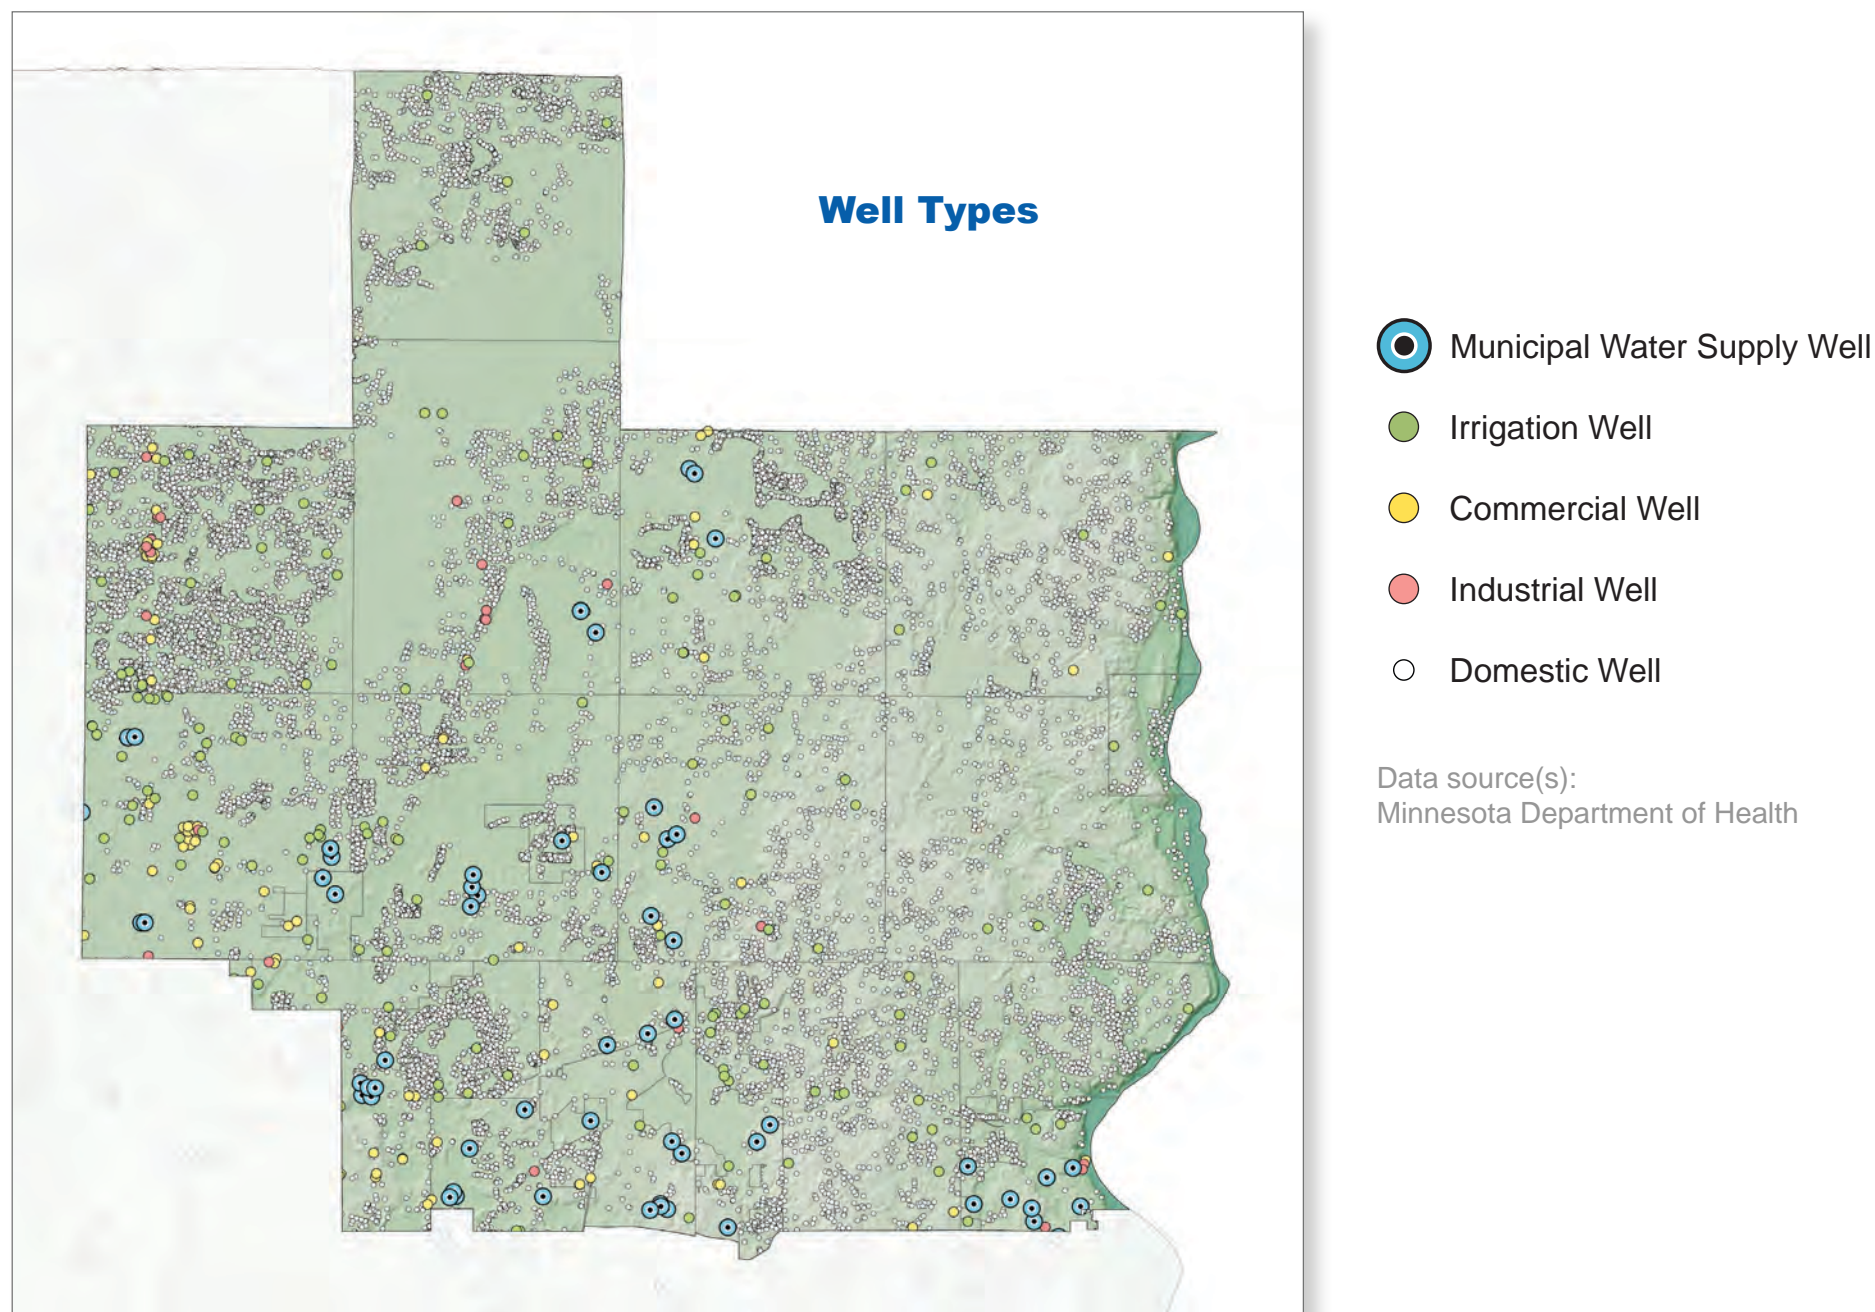 Well Types
Municipal Water Supply Well
Irrigation Well
Commercial Well
Industrial Well
Domestic Well
Data source(s):
Minnesota Department of Health